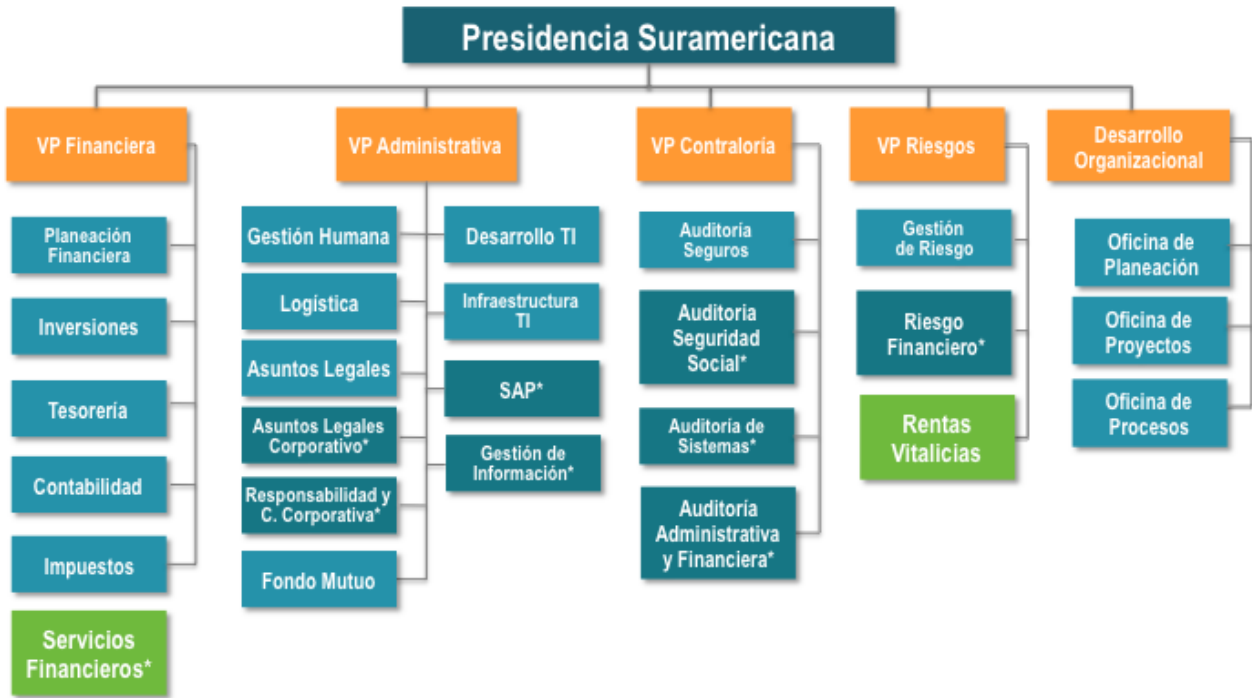 Presidencia Suramericana
VP Financiera
VP Administrativa
VP Contraloría
VP Riesgos
Desarrollo
Organizacional
Planeación
Financiera
Inversiones
Tesorería
Contabilidad
Impuestos
Servicios
Financieros*
Gestión Humana
Logística
Asuntos Legales
Asuntos Legales
Corporativo*
Responsabilidad y
C. Corporativa*
Fondo Mutuo
Desarrollo TI
Infraestructura
TI
SAP*
Gestión de
Información*
Auditoría
Seguros
Auditoría
Seguridad
Social*
Auditoría de
Sistemas*
Auditoría
Administrativa
y Financiera*
Gestión
de Riesgo
Riesgo
Financiero*
Rentas
Vitalicias
Oficina de
Planeación
Oficina de
Proyectos
Oficina de
Procesos